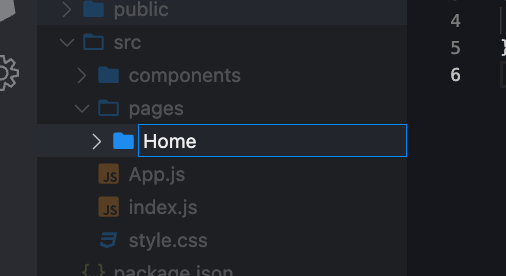 public
src
components
pages
Home
App.js
index.js
style.css
package.json
4
5 }
6